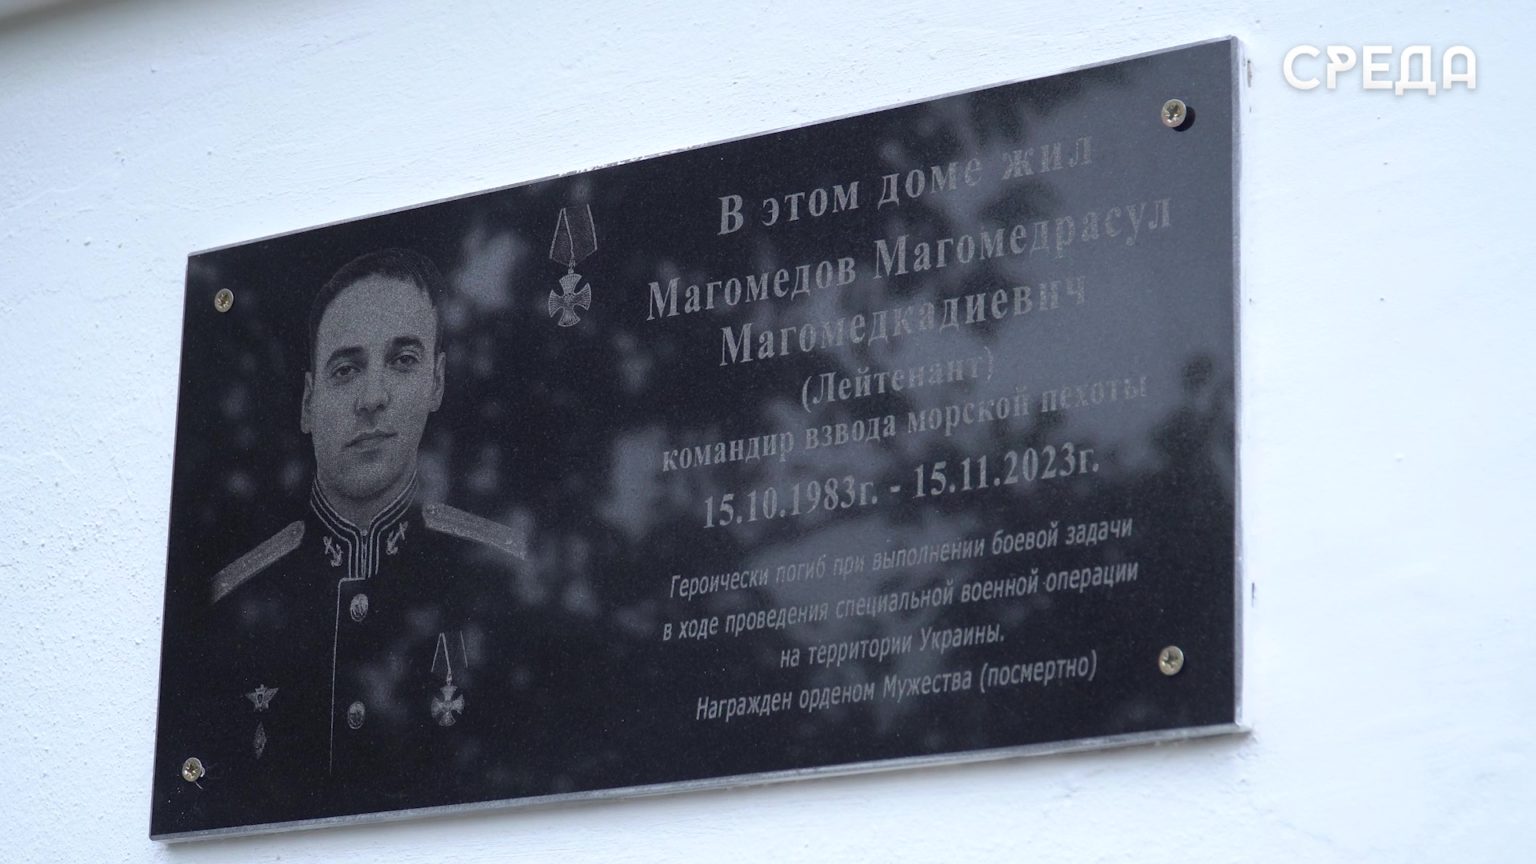 СРЕДА
В этом доме жил
Магомедов Магомедрасул
Магомедкадиевич
(Лейтенант)
командир взвода морской пехоты
15.10.1983г. - 15.11.2023г.
Героически погиб при выполнении боевой задачи
в ходе проведения специальной военной операции
на территории Украины.
Награжден орденом Мужества (посмертно)